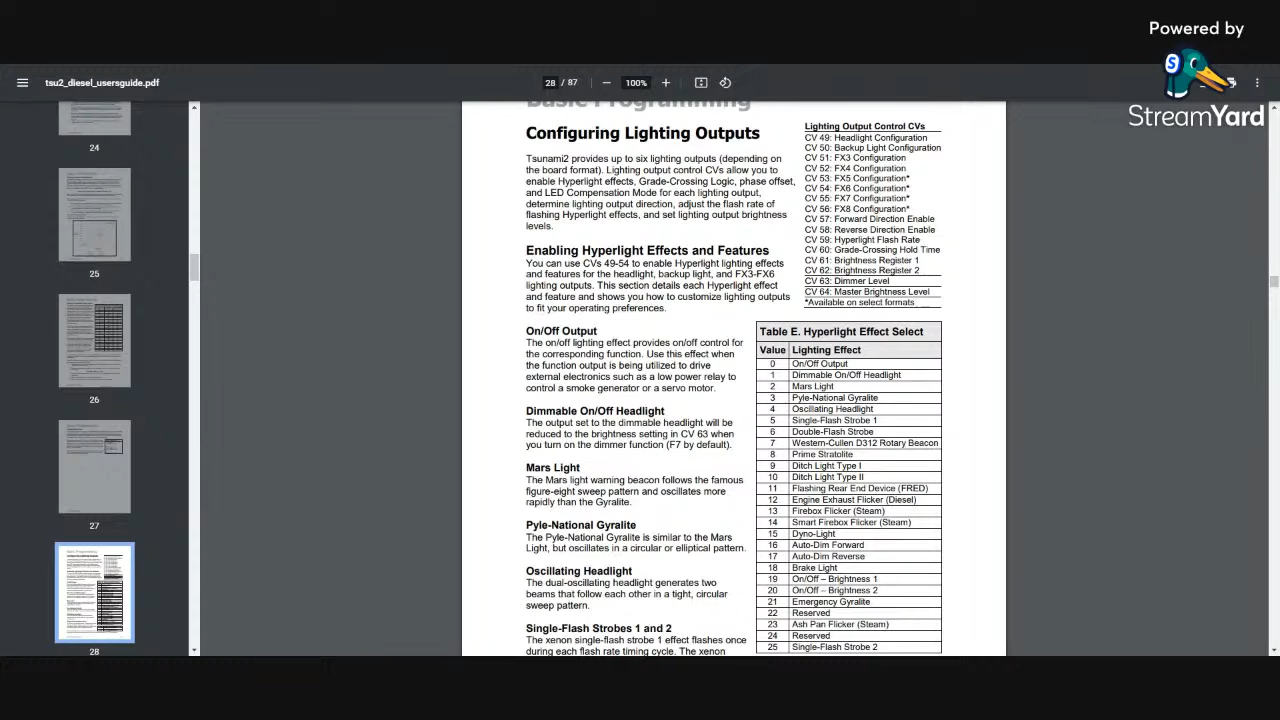 Powered by
StreamYard
tsu2_diesel_usersguide.pdf
28 / 87
100%
24
25
26
27
28
Basic Programming
Configuring Lighting Outputs
Tsunami2 provides up to six lighting outputs (depending on
the board format). Lighting output control CVs allow you to
enable Hyperlight effects, Grade-Crossing Logic, phase offset,
and LED Compensation Mode for each lighting output,
determine lighting output direction, adjust the flash rate of
flashing Hyperlight effects, and set lighting output brightness
levels.
Lighting Output Control CVs
CV 49: Headlight Configuration
CV 50: Backup Light Configuration
CV 51: FX3 Configuration
CV 52: FX4 Configuration
CV 53: FX5 Configuration*
CV 54: FX6 Configuration*
CV 55: FX7 Configuration*
CV 56: FX8 Configuration*
CV 57: Forward Direction Enable
CV 58: Reverse Direction Enable
CV 59: Hyperlight Flash Rate
CV 60: Grade-Crossing Hold Time
CV 61: Brightness Register 1
CV 62: Brightness Register 2
CV 63: Dimmer Level
CV 64: Master Brightness Level
*Available on select formats
Enabling Hyperlight Effects and Features
You can use CVs 49-54 to enable Hyperlight lighting effects
and features for the headlight, backup light, and FX3-FX6
lighting outputs. This section details each Hyperlight effect
and feature and shows you how to customize lighting outputs
to fit your operating preferences.
On/Off Output
The on/off lighting effect provides on/off control for
the corresponding function. Use this effect when
the function output is being utilized to drive
external electronics such as a low power relay to
control a smoke generator or a servo motor.
Dimmable On/Off Headlight
The output set to the dimmable headlight will be
reduced to the brightness setting in CV 63 when
you turn on the dimmer function (F7 by default).
Mars Light
The Mars light warning beacon follows the famous
figure-eight sweep pattern and oscillates more
rapidly than the Gyralite.
Pyle-National Gyralite
The Pyle-National Gyralite is similar to the Mars
Light, but oscillates in a circular or elliptical pattern.
Oscillating Headlight
The dual-oscillating headlight generates two
beams that follow each other in a tight, circular
sweep pattern.
Single-Flash Strobes 1 and 2
The xenon single-flash strobe 1 effect flashes once
during each flash rate timing cycle. The xenon
Table E. Hyperlight Effect Select
Value Lighting Effect
0 On/Off Output
1 Dimmable On/Off Headlight
2 Mars Light
3 Pyle-National Gyralite
4 Oscillating Headlight
5 Single-Flash Strobe 1
6 Double-Flash Strobe
7 Western-Cullen D312 Rotary Beacon
8 Prime Stratolite
9 Ditch Light Type I
10 Ditch Light Type II
11 Flashing Rear End Device (FRED)
12 Engine Exhaust Flicker (Diesel)
13 Firebox Flicker (Steam)
14 Smart Firebox Flicker (Steam)
15 Dyno-Light
16 Auto-Dim Forward
17 Auto-Dim Reverse
18 Brake Light
19 On/Off – Brightness 1
20 On/Off – Brightness 2
21 Emergency Gyralite
22 Reserved
23 Ash Pan Flicker (Steam)
24 Reserved
25 Single-Flash Strobe 2